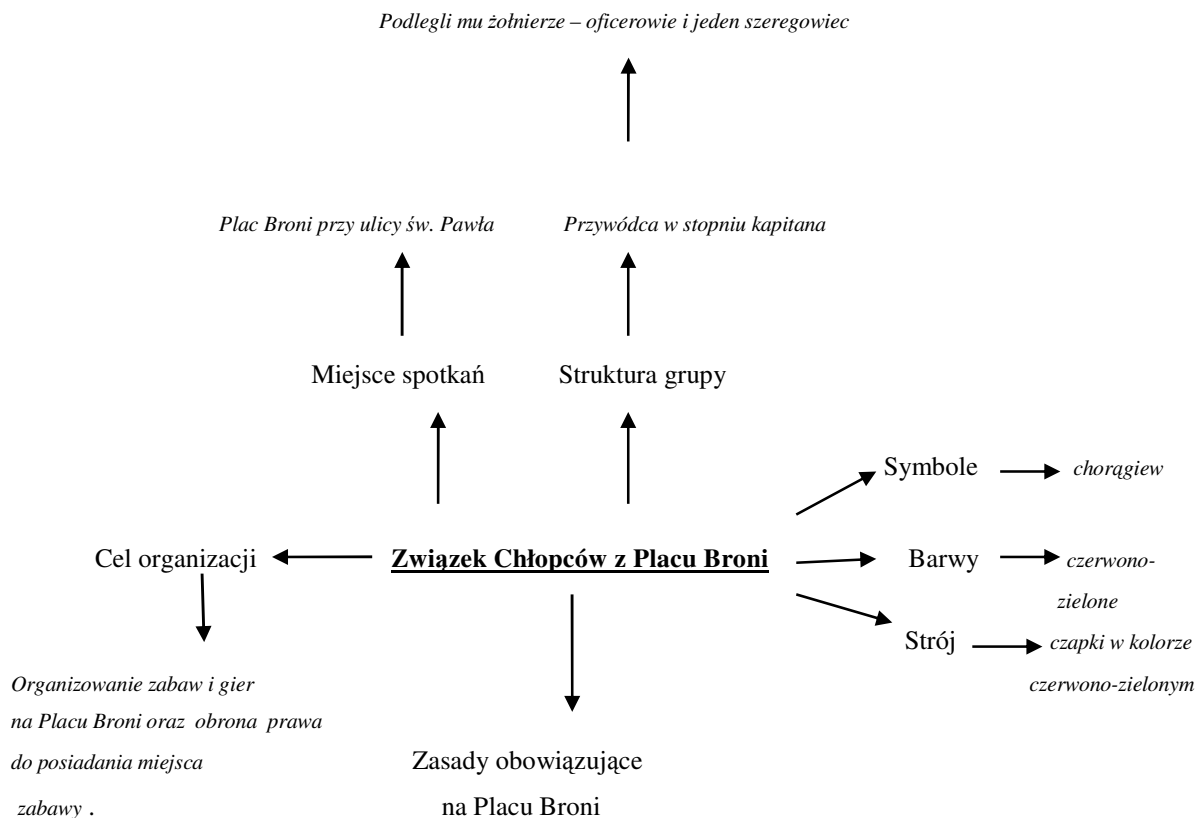 Podlegli mu żołnierze – oficerowie i jeden szeregowiec
Plac Broni przy ulicy św. Pawła
Przywódca w stopniu kapitana
Miejsce spotkań
Struktura grupy
Symbole
chorągiew
Cel organizacji
Związek Chłopców z Placu Broni
Barwy
czerwono-
zielone
Strój
czapki w kolorze
czerwono-zielonym
Organizowanie zabaw i gier
na Placu Broni oraz obrona prawa
do posiadania miejsca
zabawy .
Zasady obowiązujące
na Placu Broni